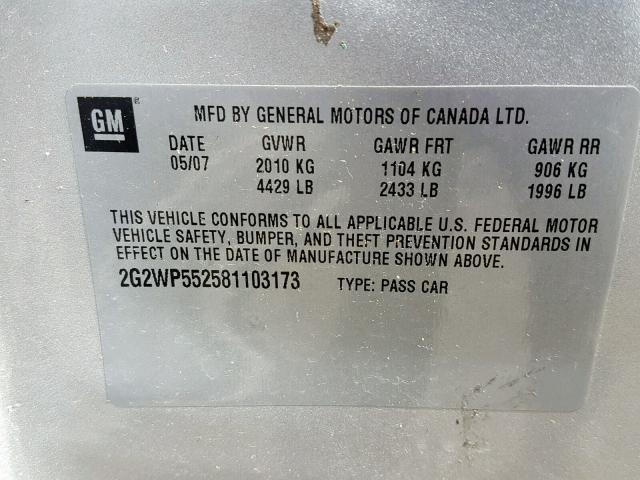 GM ® MFD BY GENERAL MOTORS OF CANADA LTD.
DATE GVWR GAWR FRT GAWR RR
05/07 2010 KG 1104 KG 906 KG
4429 LB 2433 LB 1996 LB
THIS VEHICLE CONFORMS TO ALL APPLICABLE U.S. FEDERAL MOTOR
VEHICLE SAFETY, BUMPER, AND THEFT PREVENTION STANDARDS IN
EFFECT ON THE DATE OF MANUFACTURE SHOWN ABOVE.
2G2WP552581103173 TYPE: PASS CAR